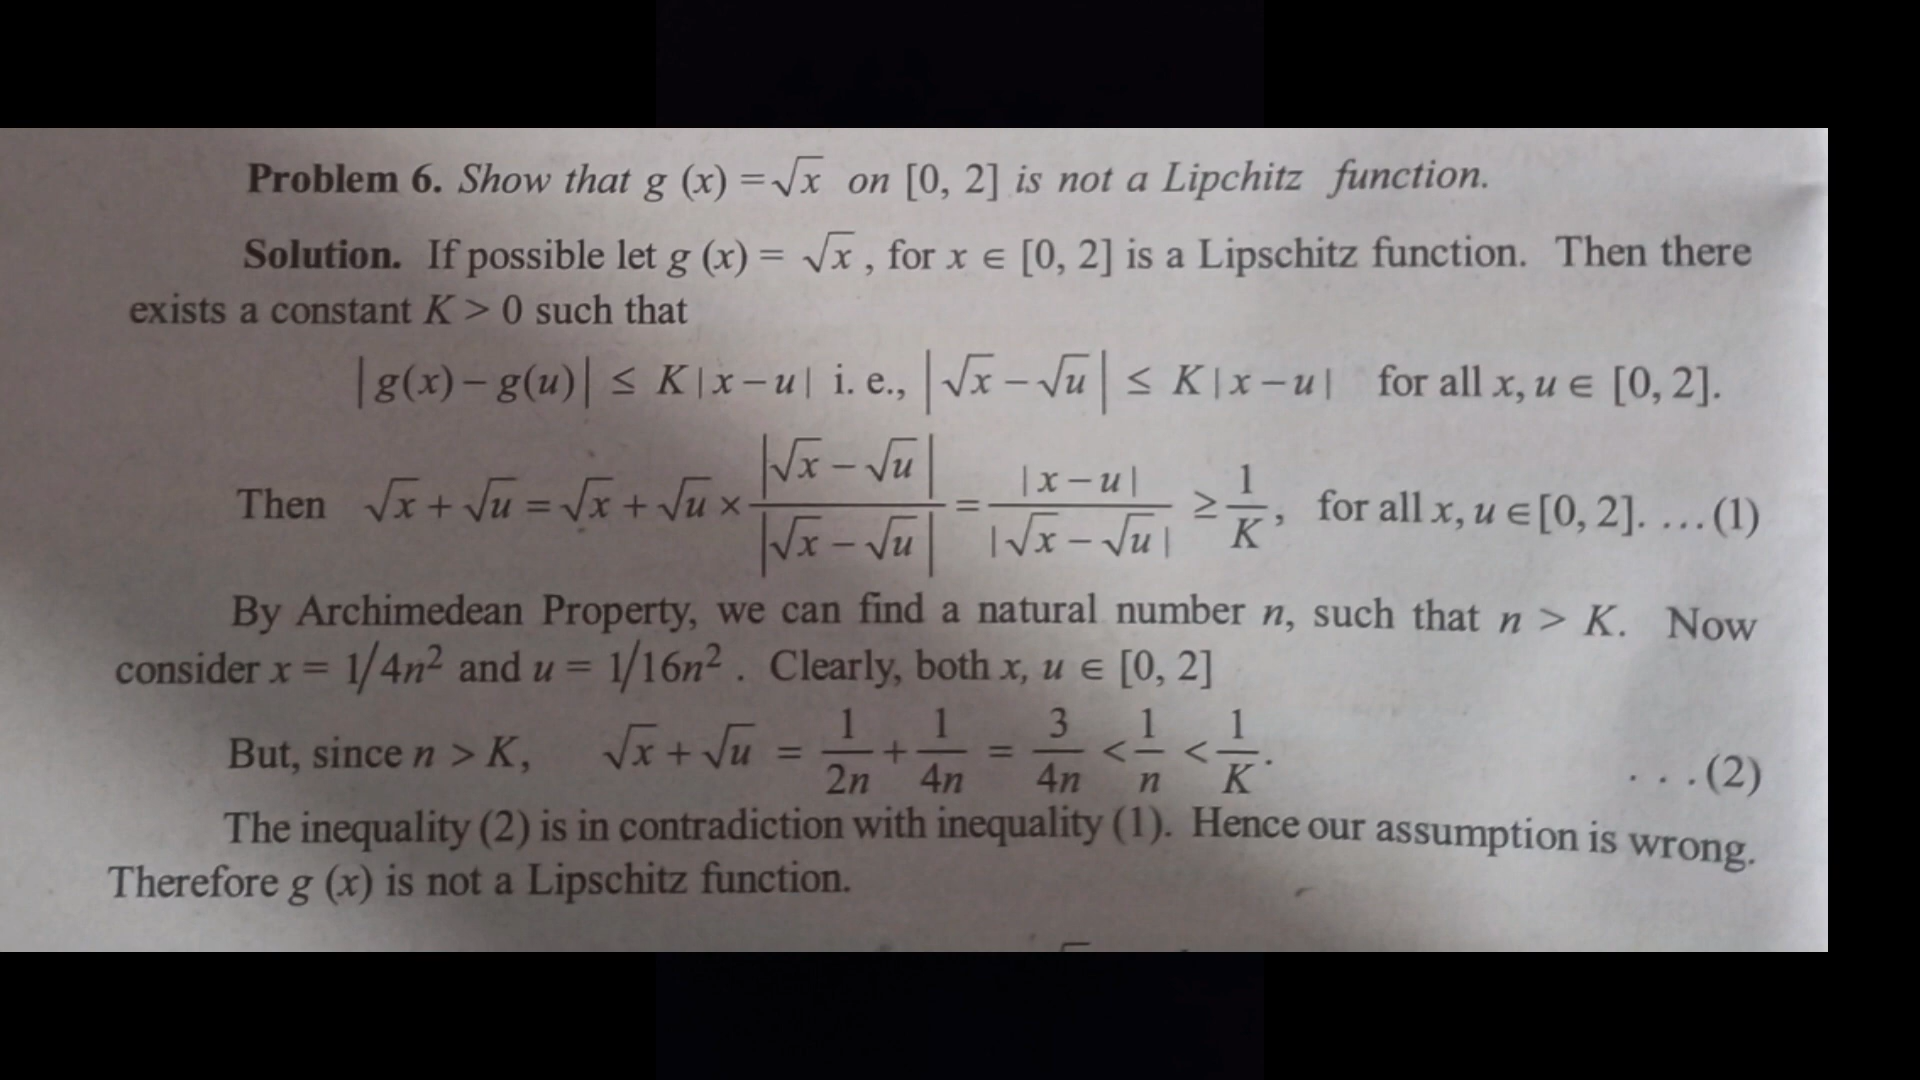 Problem 6. Show that g (x) = √x on [0, 2] is not a Lipchitz function.
Solution. If possible let g (x) = √x , for x ∈ [0, 2] is a Lipschitz function. Then there
exists a constant K > 0 such that
|g(x) – g(u)| ≤ K | x – u | i. e., |√x – √u| ≤ K | x – u | for all x, u ∈ [0, 2].
Then √x + √u = √x + √u × |√x – √u| / |√x – √u| = | x – u | / |√x – √u| ≥ 1/K, for all x, u ∈ [0, 2]. ...(1)
By Archimedean Property, we can find a natural number n, such that n > K. Now
consider x = 1/4n² and u = 1/16n² . Clearly, both x, u ∈ [0, 2]
But, since n > K, √x + √u = 1/2n + 1/4n = 3/4n < 1/n < 1/K. ...(2)
The inequality (2) is in contradiction with inequality (1). Hence our assumption is wrong.
Therefore g (x) is not a Lipschitz function.